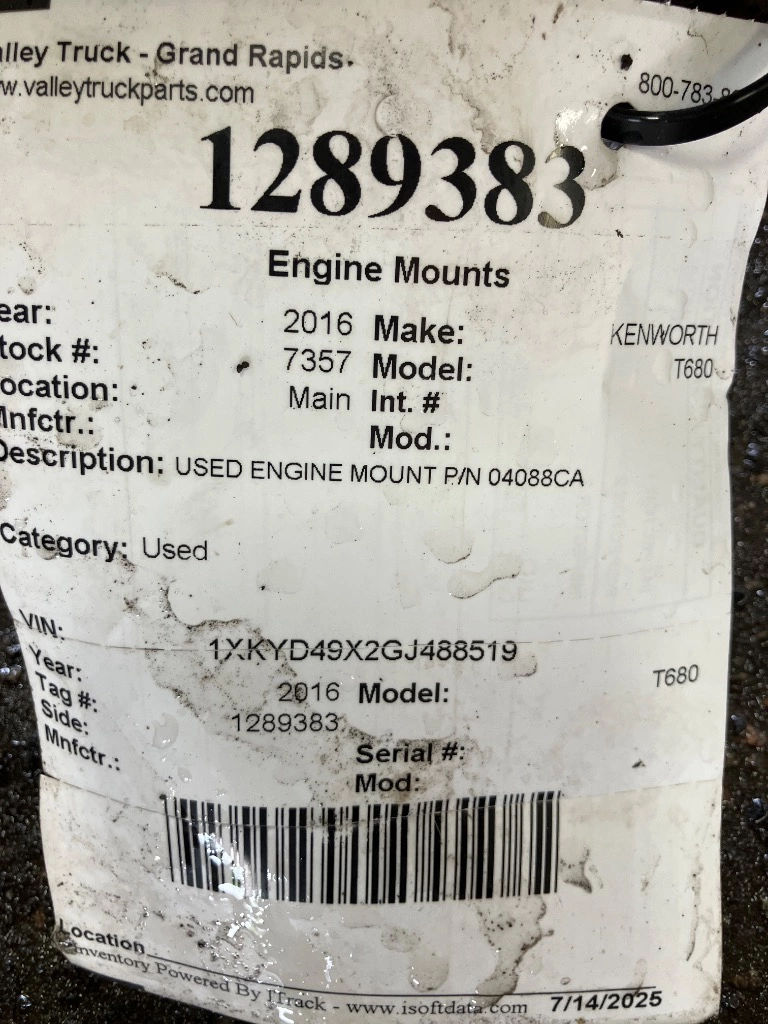 lley Truck - Grand Rapids.
w.valleytruckparts.com
800-783-8
1289383
Engine Mounts
ear: 2016 Make: KENWORTH
tock #: 7357 Model: T680
ocation: Main Int. #
Mnfctr.: Mod.:
Description: USED ENGINE MOUNT P/N 04088CA
Category: Used
VIN: 1XKYD49X2GJ488519
Year: 2016 Model: T680
Tag #: 1289383
Side: Serial #:
Mnfctr.: Mod:
Location
Inventory Powered By ITrack - www.isoftdata.com 7/14/2025